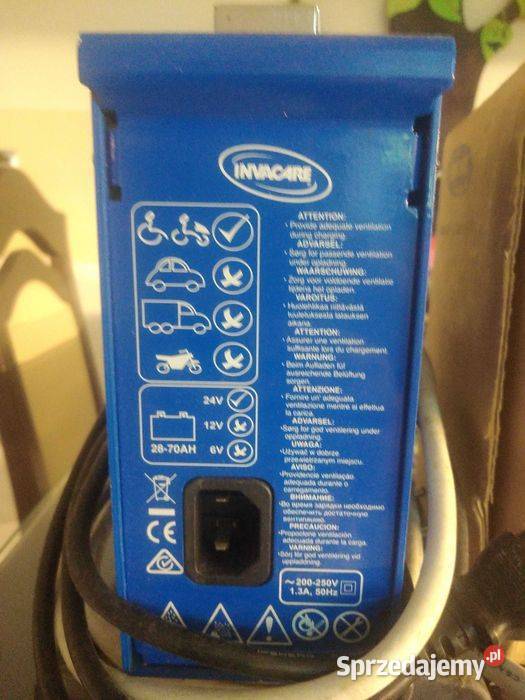 INVACARE
ATTENTION:
• Provide adequate ventilation
during charging.
ADVARSEL:
• Sørg for passende ventilation
under opladning.
WAARSCHUWING:
• Zorg voor voldoende ventilatie
tijdens het opladen.
VAROITUS:
• Huolehtikaa riittävästä
tuuletuksesta latauksen
aikana.
ATTENTION:
• Assurer une ventilation
suffisante lors du chargement.
WARNUNG:
• Beim Aufladen für
ausreichende Belüftung
sorgen.
ATTENZIONE:
• Fornire un' adeguata
ventilazione mentre si effettua
la carica.
ADVARSEL:
• Sørg for god ventilering under
oppladning.
UWAGA:
• Używać w dobrze
przewietrzanym miejscu.
AVISO:
• Providencie ventilação
adequada durante o
carregamento.
ВНИМАНИЕ:
• Во время зарядки необходимо
обеспечить достаточную
вентиляцию.
PRECAUCION:
• Propocione ventilación
adecuada durante la carga.
VARNING:
• Sörj för god ventilering vid
uppladdning.
24V
12V
28-70AH
6V
CE
~ 200-250V
1.3A, 50Hz
Sprzedajemy.pl